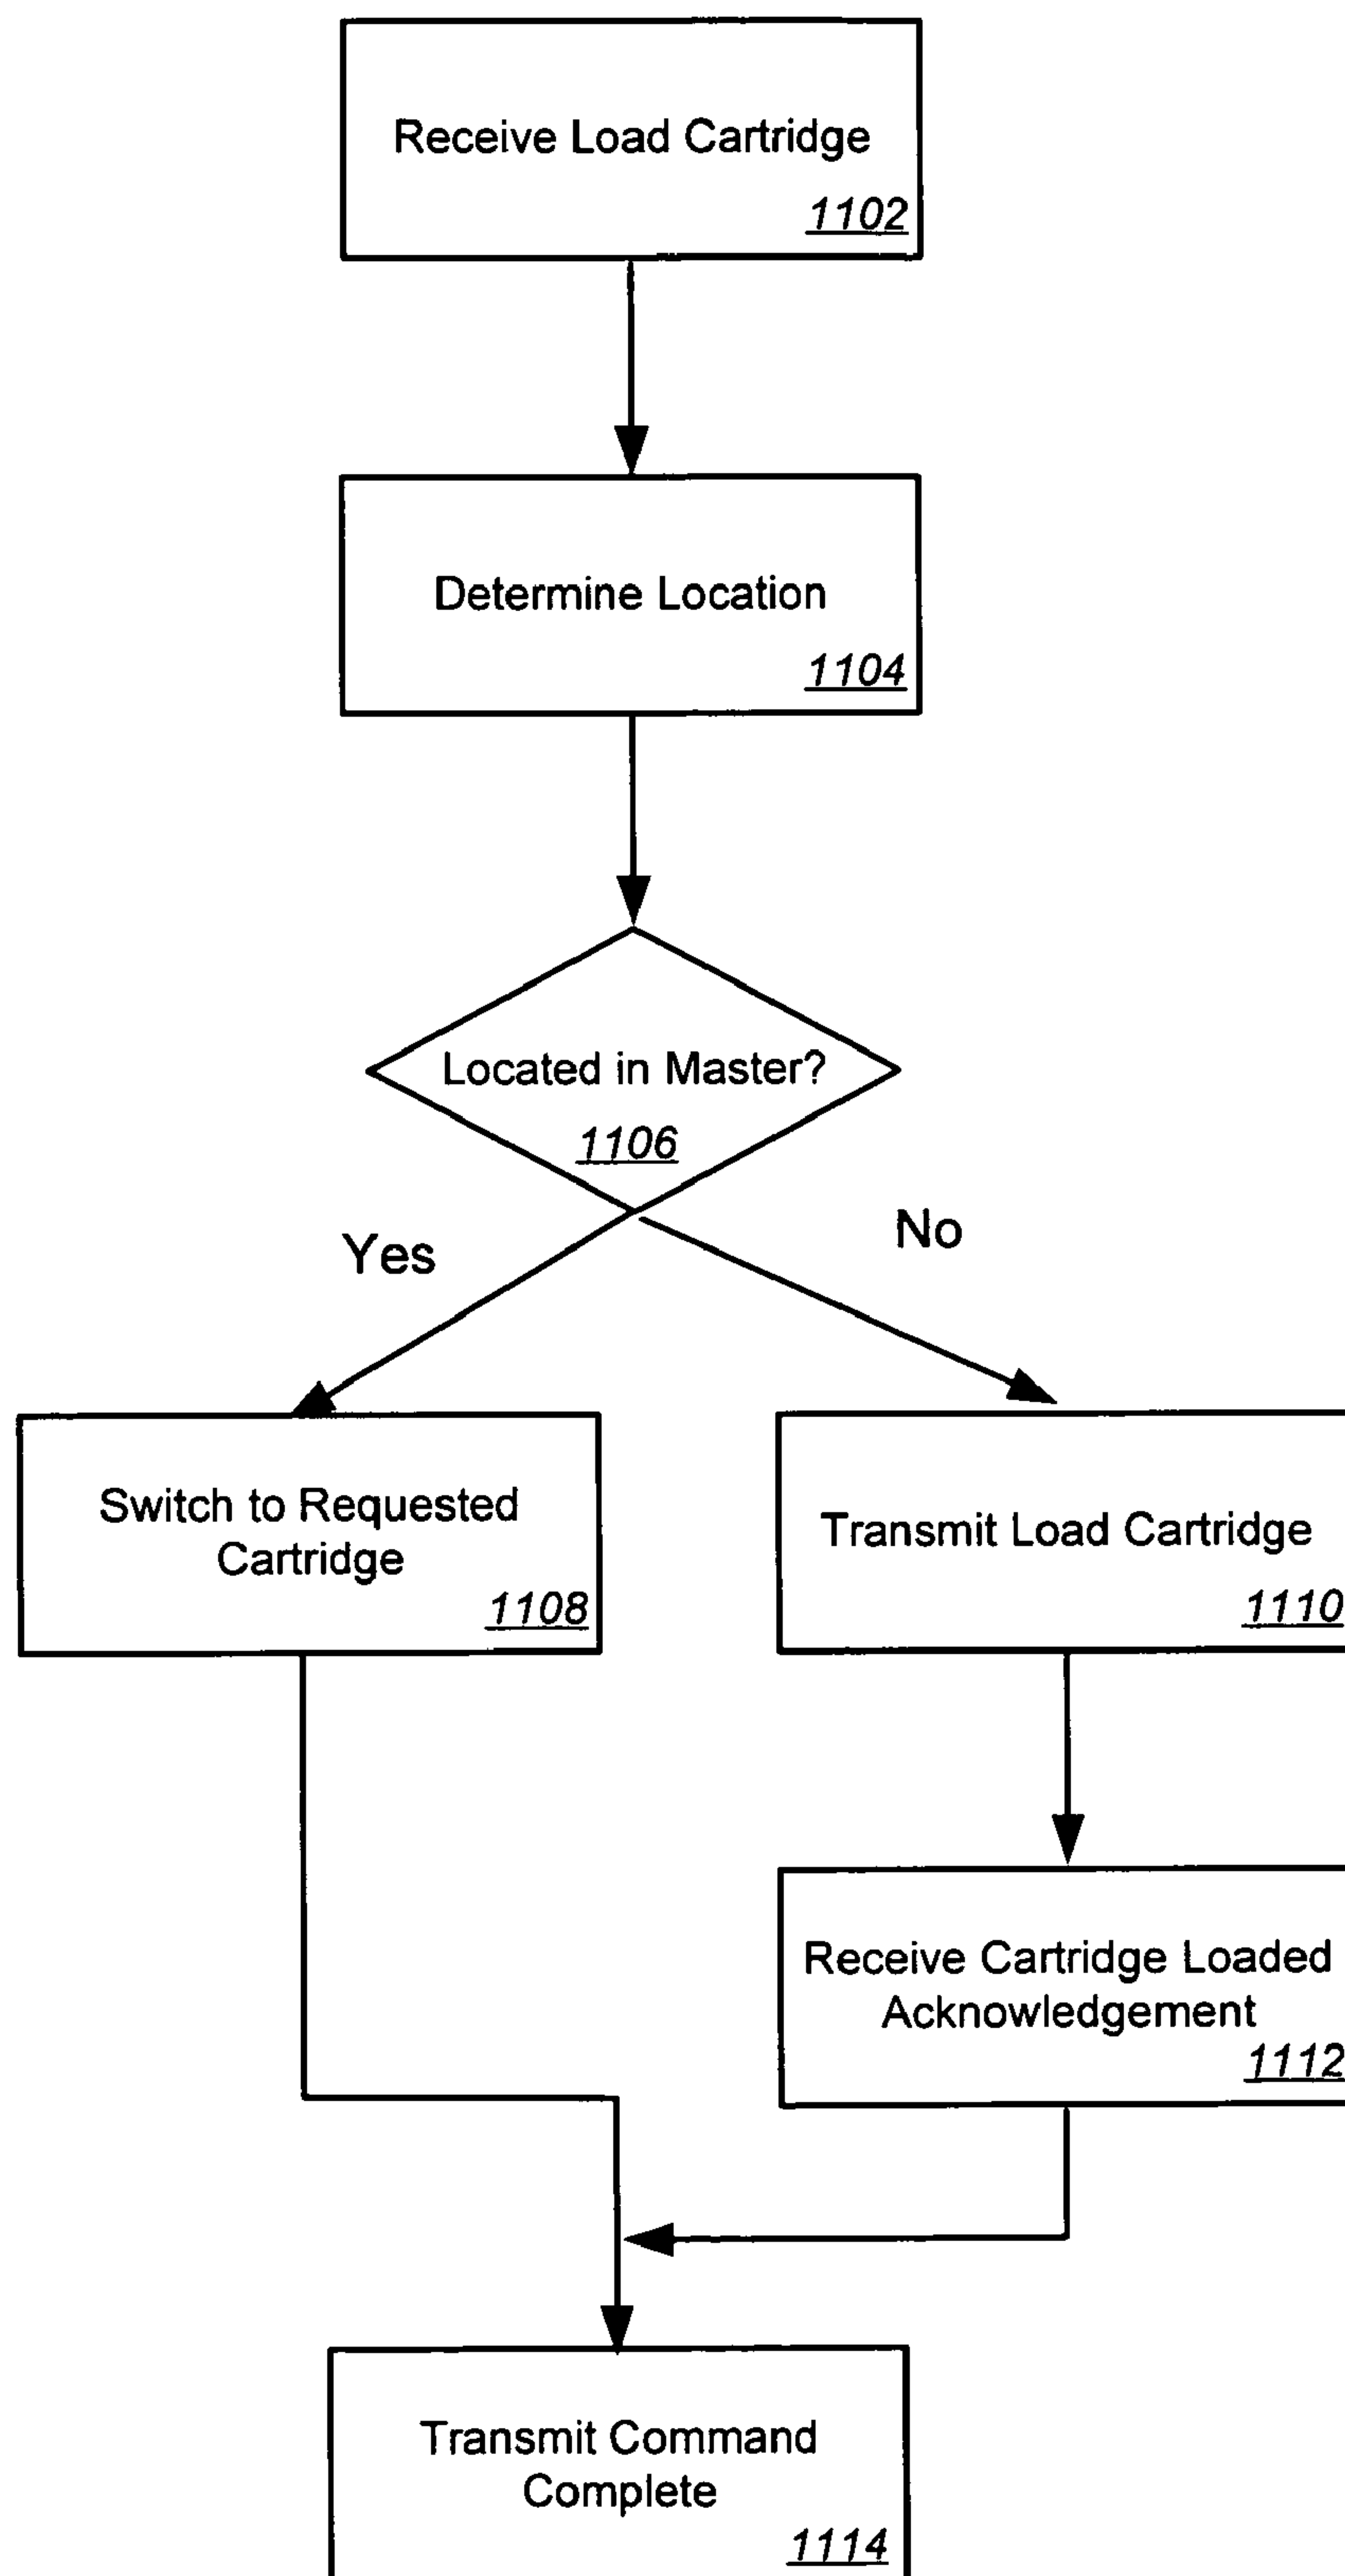 Receive Load Cartridge
1102
Determine Location
1104
Located in Master?
1106
Yes
No
Switch to Requested
Cartridge
1108
Transmit Load Cartridge
1110
Receive Cartridge Loaded
Acknowledgement
1112
Transmit Command
Complete
1114